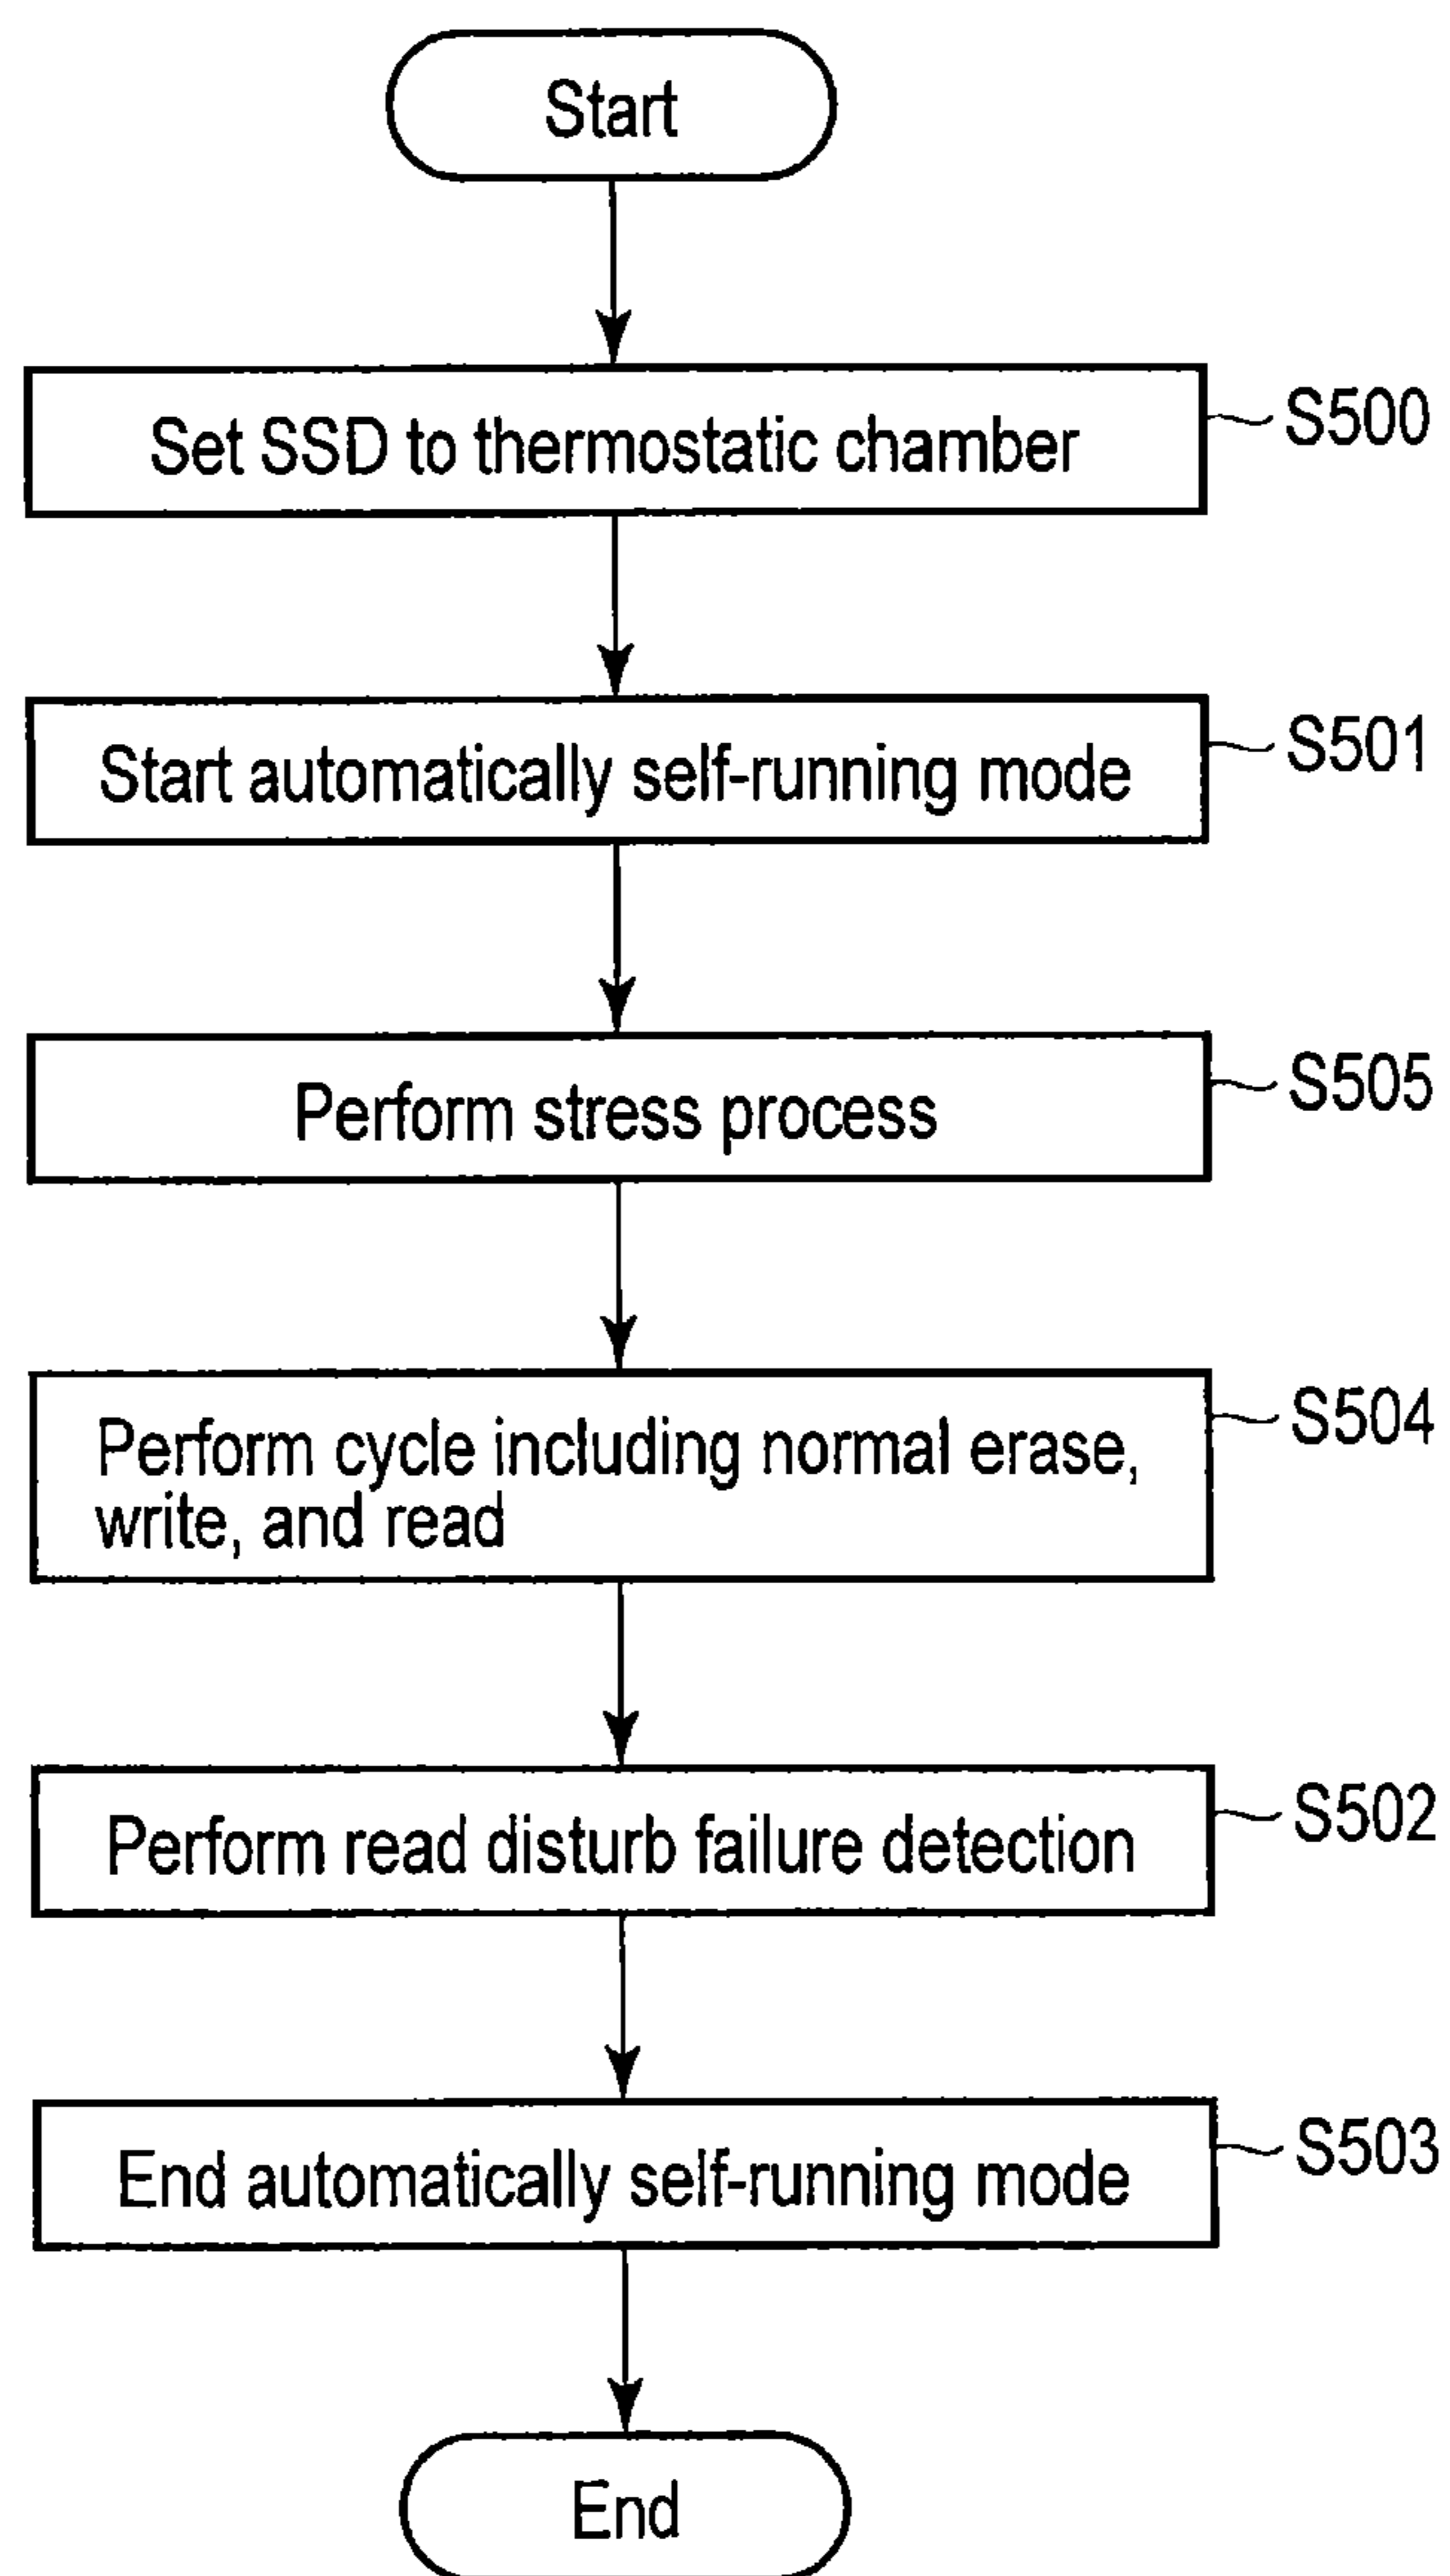 Start
Set SSD to thermostatic chamber
S500
Start automatically self-running mode
S501
Perform stress process
S505
Perform cycle including normal erase,
write, and read
S504
Perform read disturb failure detection
S502
End automatically self-running mode
S503
End